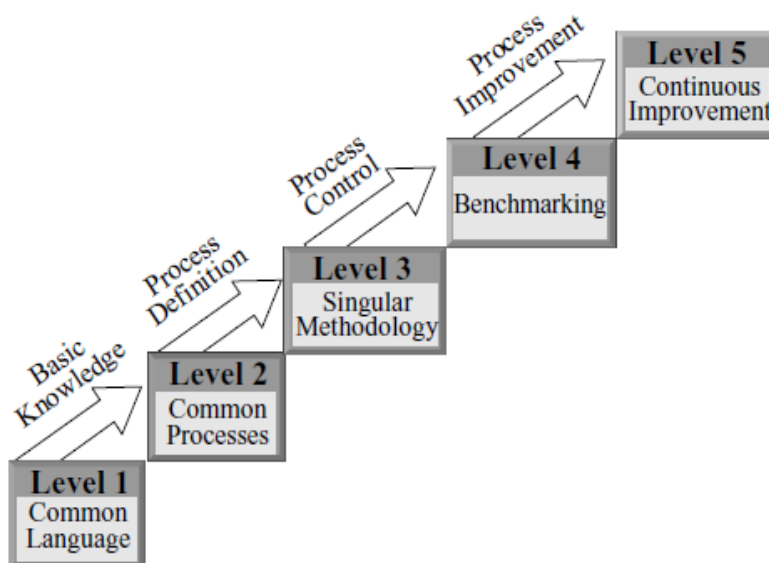 Process
Improvement
Level 5
Continuous
Improvement
Process
Control
Level 4
Benchmarking
Process
Definition
Level 3
Singular
Methodology
Basic
Knowledge
Level 2
Common
Processes
Level 1
Common
Language